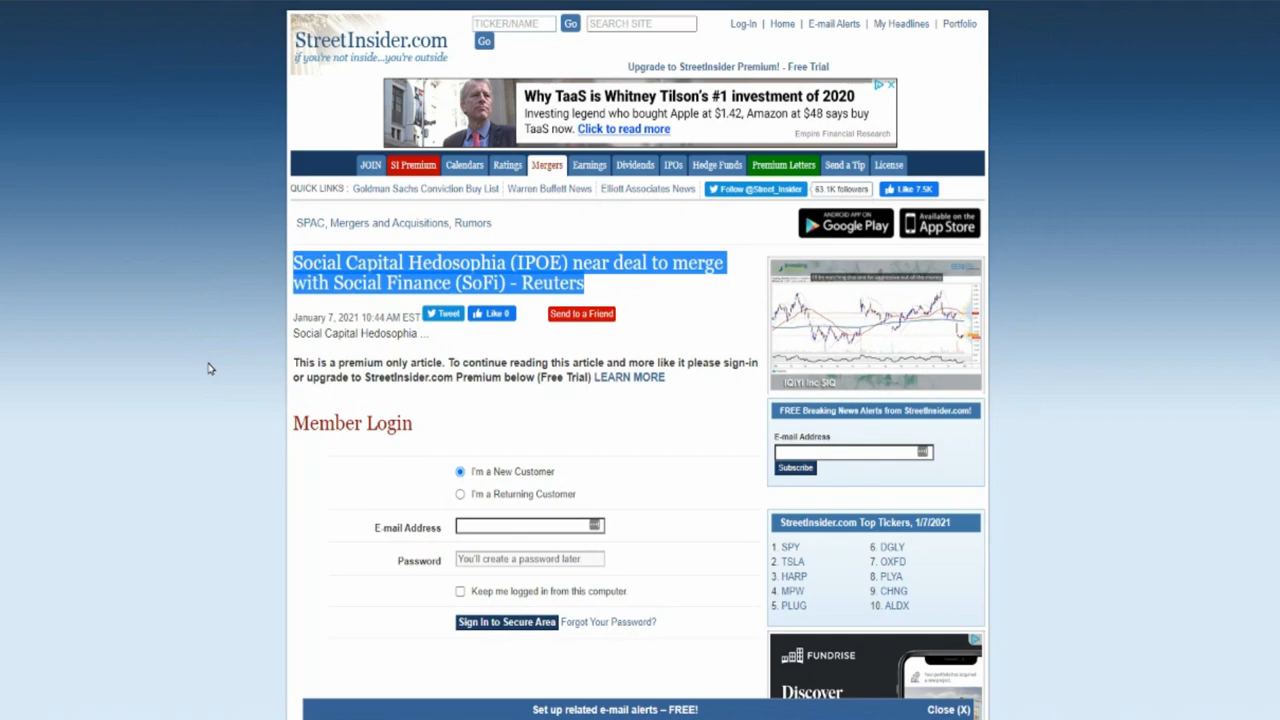 StreetInsider.com
if you're not inside...you're outside
TICKER/NAME Go SEARCH SITE
Go
Log-In | Home | E-mail Alerts | My Headlines | Portfolio
Upgrade to StreetInsider Premium! - Free Trial
Why TaaS is Whitney Tilson's #1 investment of 2020
Investing legend who bought Apple at $1.42, Amazon at $48 says buy
TaaS now. Click to read more
Empire Financial Research
JOIN SI Premium Calendars Ratings Mergers Earnings Dividends IPOs Hedge Funds Premium Letters Send a Tip License
QUICK LINKS : Goldman Sachs Conviction Buy List | Warren Buffett News | Elliott Associates News | Follow @Street_Insider 63.1K followers Like 7.5K
SPAC, Mergers and Acquisitions, Rumors
ANDROID APP ON
Google Play
Available on the
App Store
Social Capital Hedosophia (IPOE) near deal to merge
with Social Finance (SoFi) - Reuters
January 7, 2021 10:44 AM EST Tweet Like 0 Send to a Friend
Social Capital Hedosophia ...
This is a premium only article. To continue reading this article and more like it please sign-in
or upgrade to StreetInsider.com Premium below (Free Trial) LEARN MORE
Member Login
I'm a New Customer
I'm a Returning Customer
E-mail Address
Password You'll create a password later.
Keep me logged in from this computer
Sign In to Secure Area Forgot Your Password?
IQIYI Inc SIQ
FREE Breaking News Alerts from StreetInsider.com!
E-mail Address
Subscribe
StreetInsider.com Top Tickers, 1/7/2021
1. SPY 6. DGLY
2. TSLA 7. OXFD
3. HARP 8. PLYA
4. MPW 9. CHNG
5. PLUG 10. ALDX
FUNDRISE
Discover
Set up related e-mail alerts – FREE! Close (X)